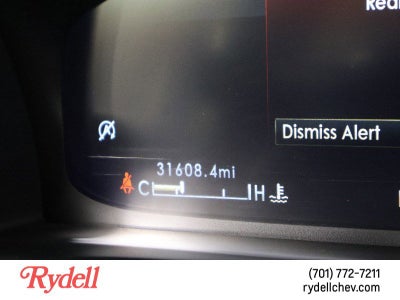 Dismiss Alert
31608.4mi
C H
Rydell
(701) 772-7211
rydellchev.com